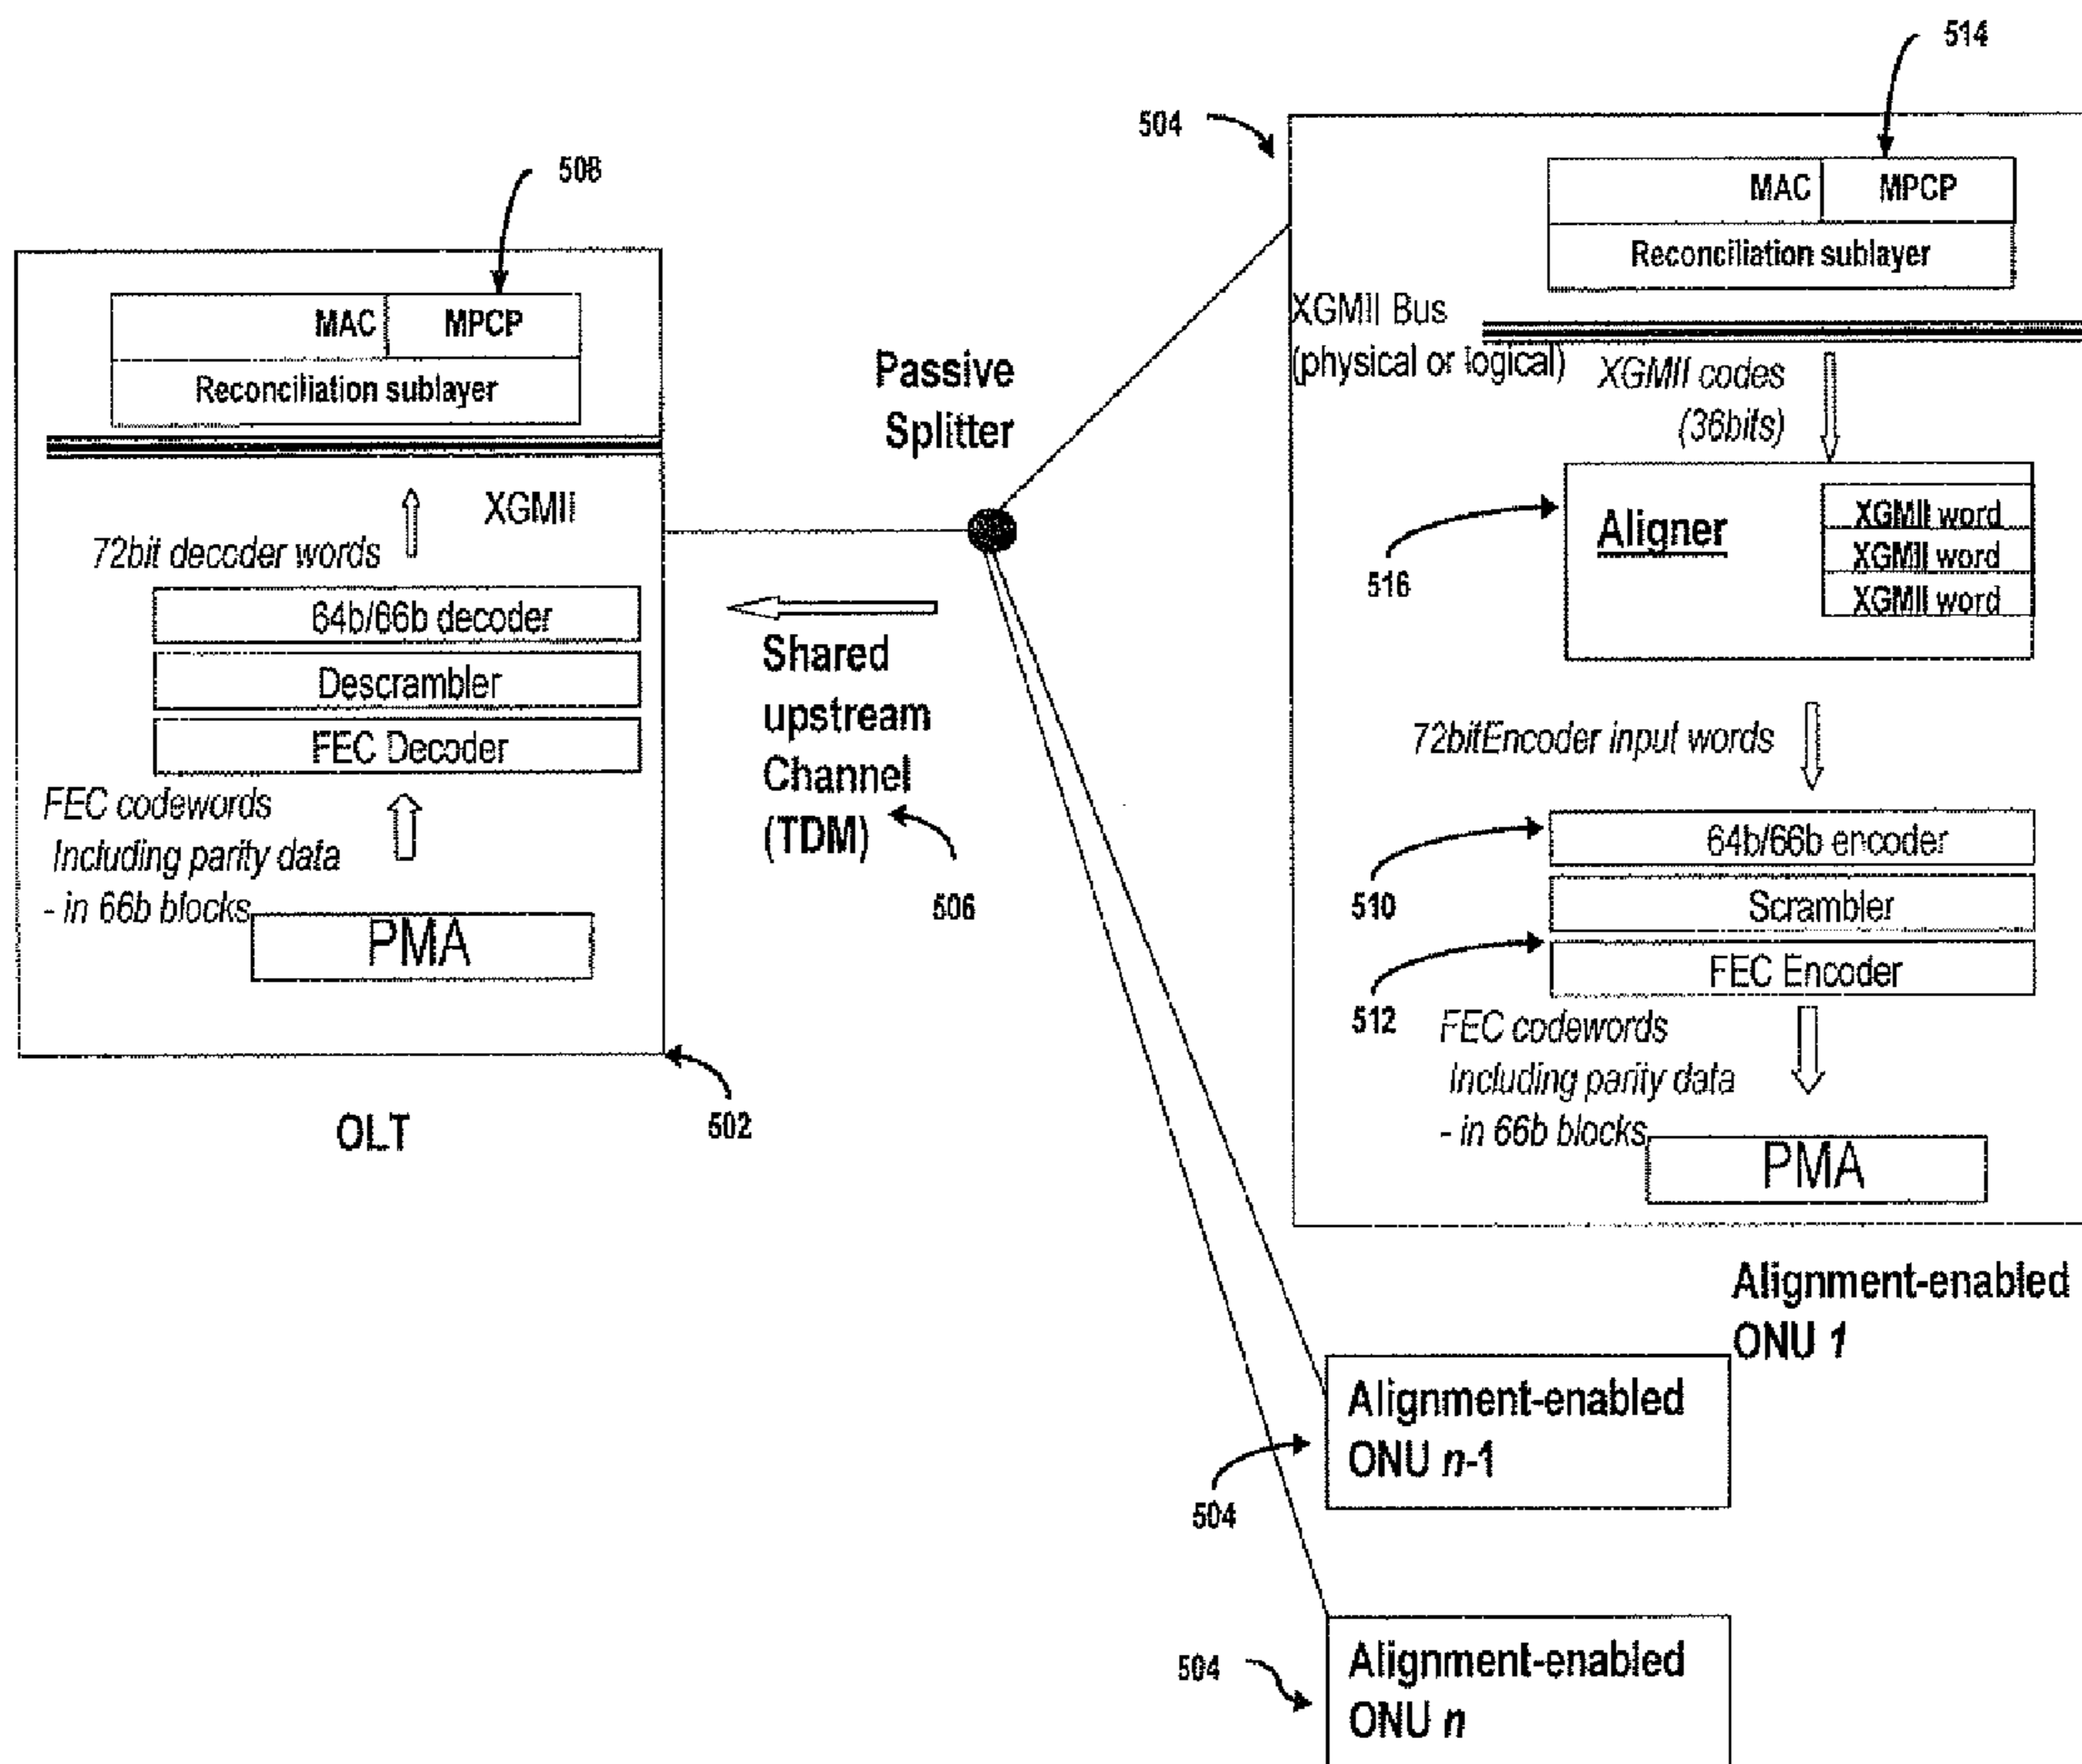 514
504
508
MAC
MPCP
Reconciliation sublayer
XGMII Bus
(physical or logical)
XGMII codes
(36bits)
MAC
MPCP
Reconciliation sublayer
XGMII
72bit decoder words
64b/66b decoder
Descrambler
FEC Decoder
FEC codewords
Including parity data
- in 66b blocks
PMA
502
OLT
Passive
Splitter
Shared
upstream
Channel
(TDM)
506
Aligner
XGMII word
XGMII word
XGMII word
516
72bitEncoder input words
64b/66b encoder
510
Scrambler
FEC Encoder
512
FEC codewords
Including parity data
- in 66b blocks
PMA
Alignment-enabled
ONU 1
Alignment-enabled
ONU n-1
504
Alignment-enabled
ONU n
504